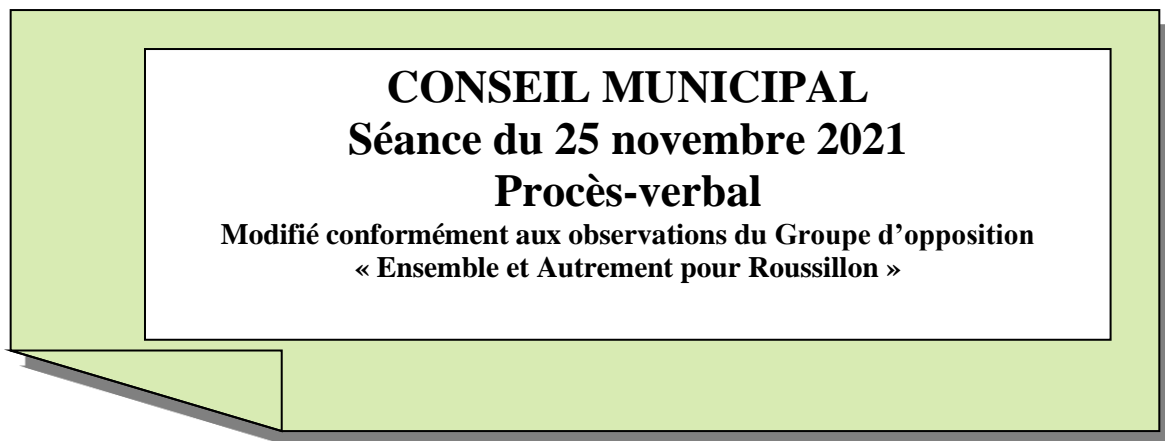 CONSEIL MUNICIPAL
Séance du 25 novembre 2021
Procès-verbal
Modifié conformément aux observations du Groupe d’opposition
« Ensemble et Autrement pour Roussillon »